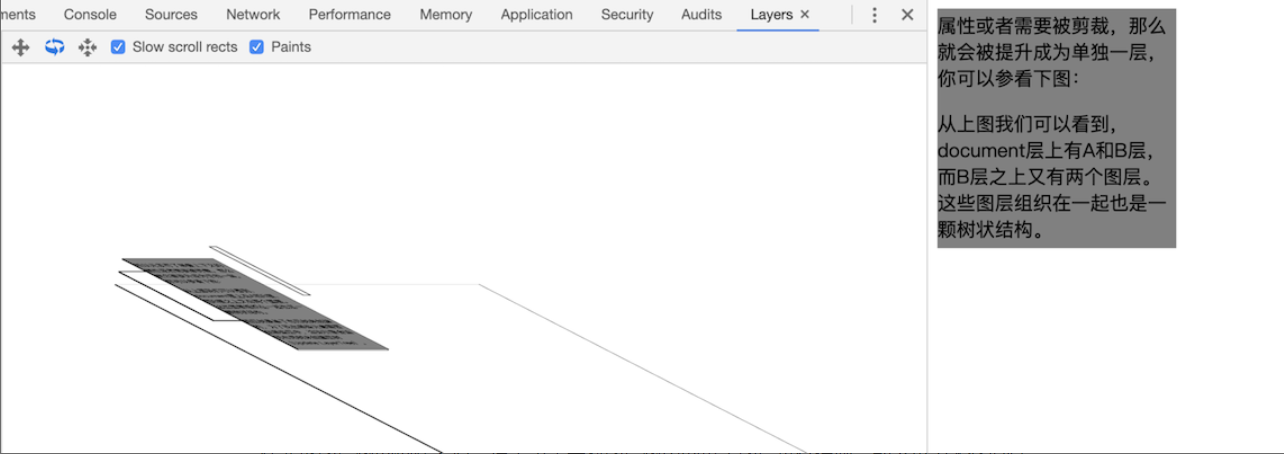 ments Console Sources Network Performance Memory Application Security Audits Layers
Slow scroll rects Paints
属性或者需要被剪裁，那么
就会被提升成为单独一层，
你可以参看下图：
从上图我们可以看到，
document层上有A和B层，
而B层之上又有两个图层。
这些图层组织在一起也是一
颗树状结构。